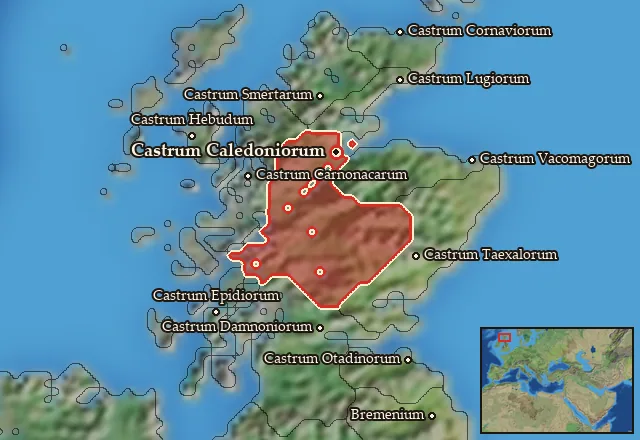 Castrum Cornaviorum
Castrum Lugiorum
Castrum Smertarum
Castrum Hebudum
Castrum Caledoniorum
Castrum Vacomagorum
Castrum Carnonacarum
Castrum Taexalorum
Castrum Epidiorum
Castrum Damnoniorum
Castrum Otadinorum
Bremenium